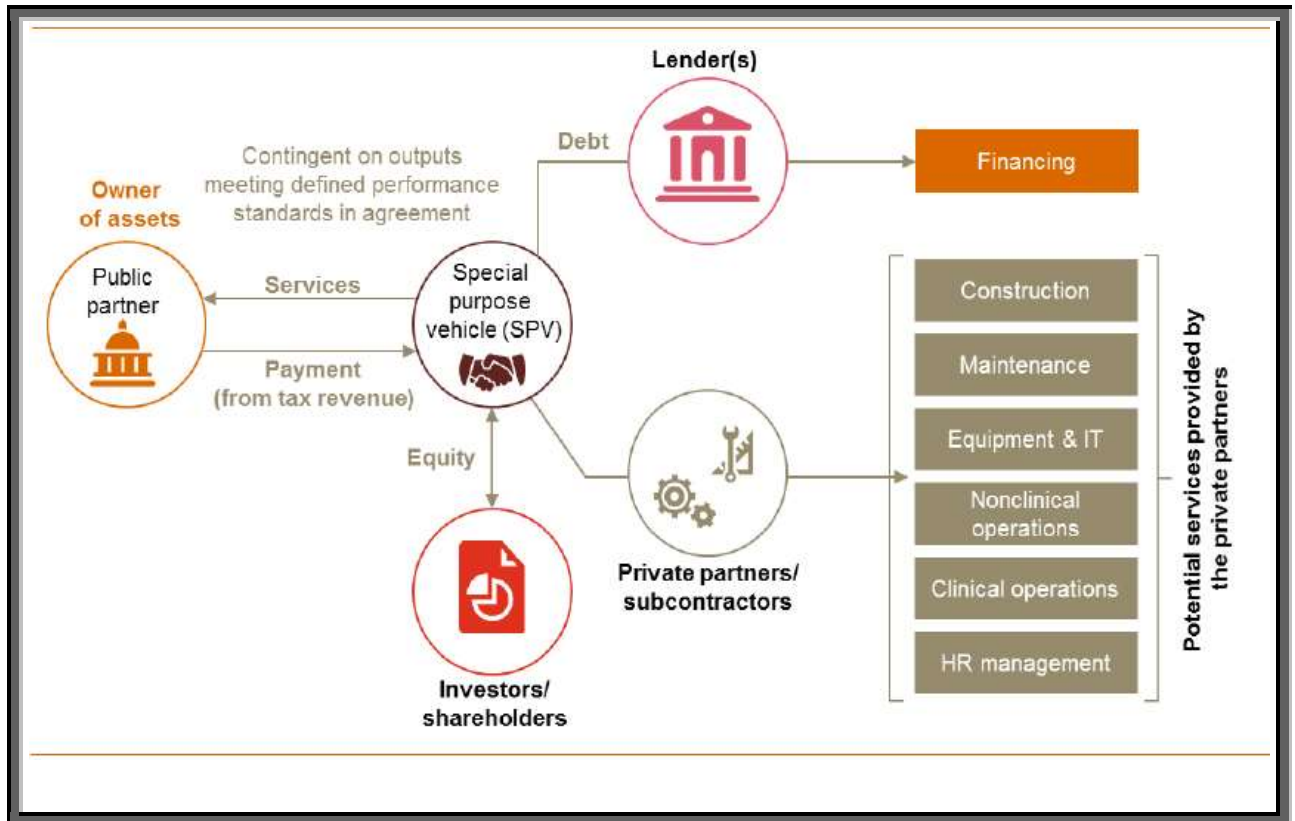 Lender(s)
Debt
Financing
Contingent on outputs
meeting defined performance
standards in agreement
Owner
of assets
Public
partner
Services
Payment
(from tax revenue)
Special
purpose
vehicle (SPV)
Equity
Investors/
shareholders
Private partners/
subcontractors
Construction
Maintenance
Equipment & IT
Nonclinical
operations
Clinical operations
HR management
Potential services provided by
the private partners